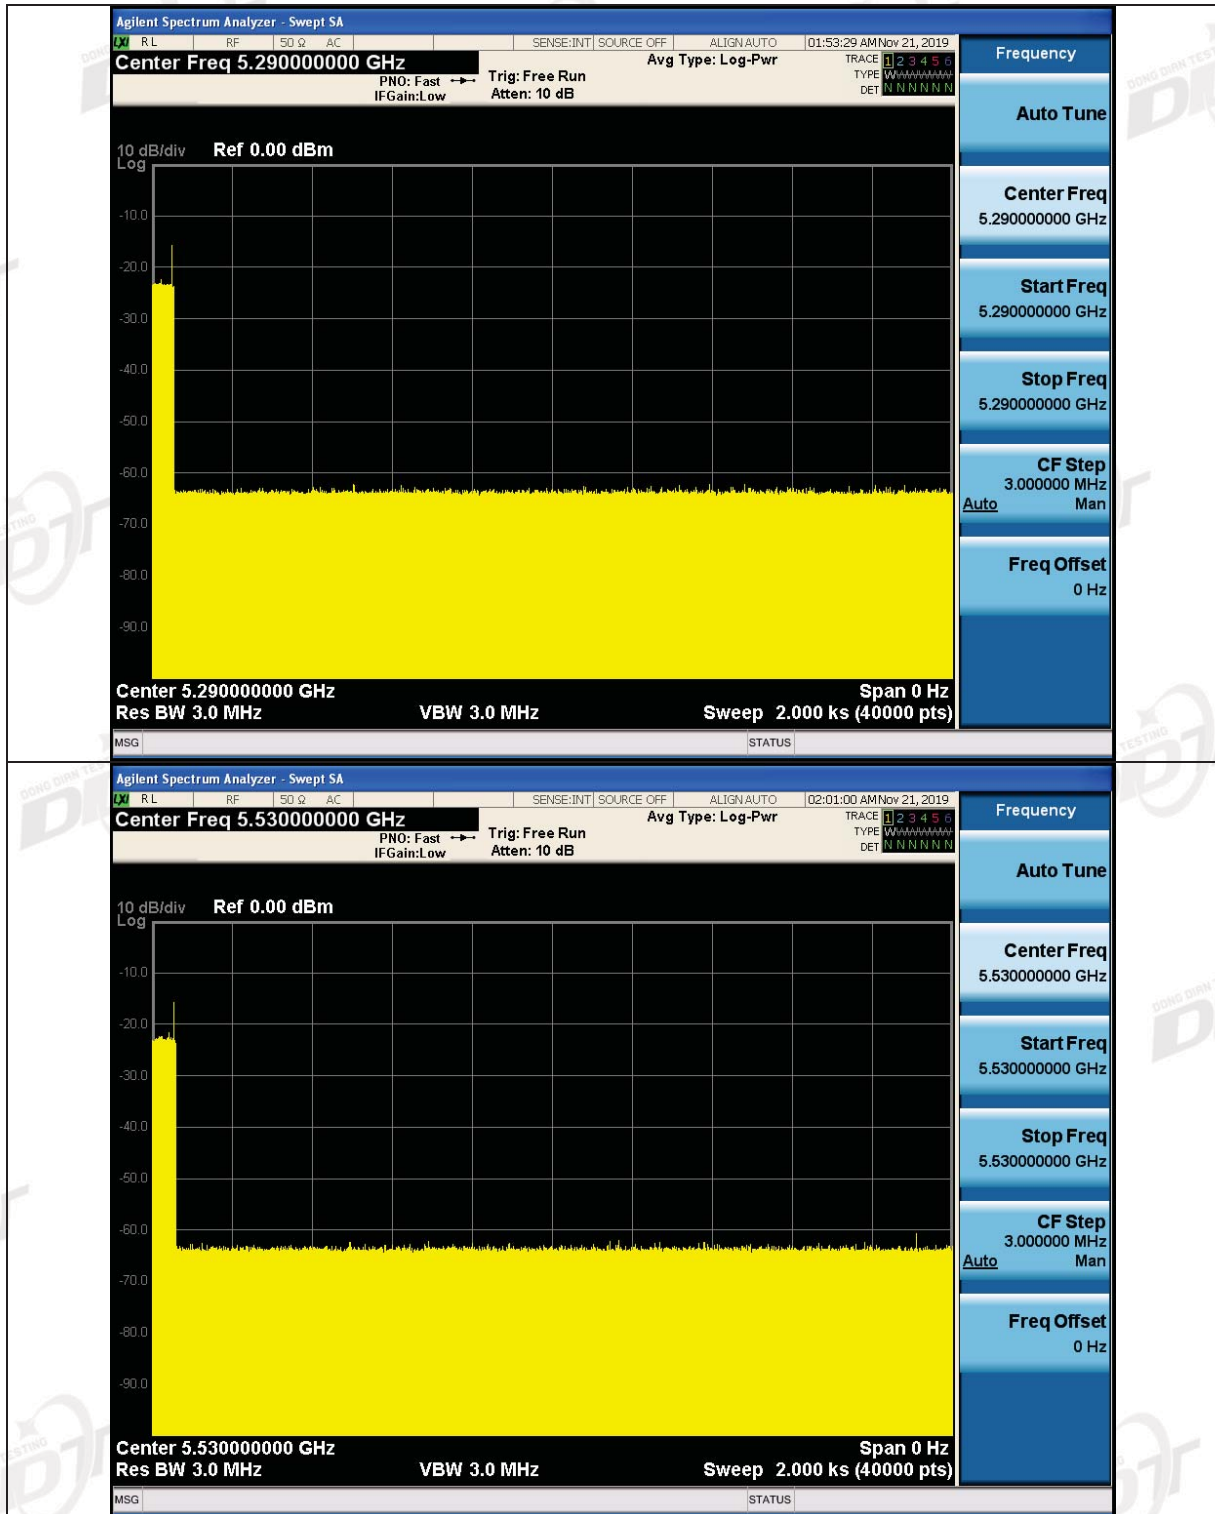 Agilent Spectrum Analyzer - Swept SA
LXI RL RF 50 Ω AC SENSE:INT SOURCE OFF ALIGNAUTO 01:53:29 AMNov 21, 2019
Center Freq 5.290000000 GHz
Avg Type: Log-Pwr
TRACE 1 2 3 4 5 6
PNO: Fast
Trig: Free Run
TYPE
IFGain:Low
Atten: 10 dB
DET N N N N N N
10 dB/div Ref 0.00 dBm
Log
-10.0
-20.0
-30.0
-40.0
-50.0
-60.0
-70.0
-80.0
-90.0
Center 5.290000000 GHz
Span 0 Hz
Res BW 3.0 MHz
VBW 3.0 MHz
Sweep 2.000 ks (40000 pts)
MSG
STATUS
Frequency
Auto Tune
Center Freq
5.290000000 GHz
Start Freq
5.290000000 GHz
Stop Freq
5.290000000 GHz
CF Step
3.000000 MHz
Auto Man
Freq Offset
0 Hz
Agilent Spectrum Analyzer - Swept SA
LXI RL RF 50 Ω AC SENSE:INT SOURCE OFF ALIGNAUTO 02:01:00 AMNov 21, 2019
Center Freq 5.530000000 GHz
Avg Type: Log-Pwr
TRACE 1 2 3 4 5 6
PNO: Fast
Trig: Free Run
TYPE
IFGain:Low
Atten: 10 dB
DET N N N N N N
10 dB/div Ref 0.00 dBm
Log
-10.0
-20.0
-30.0
-40.0
-50.0
-60.0
-70.0
-80.0
-90.0
Center 5.530000000 GHz
Span 0 Hz
Res BW 3.0 MHz
VBW 3.0 MHz
Sweep 2.000 ks (40000 pts)
MSG
STATUS
Frequency
Auto Tune
Center Freq
5.530000000 GHz
Start Freq
5.530000000 GHz
Stop Freq
5.530000000 GHz
CF Step
3.000000 MHz
Auto Man
Freq Offset
0 Hz